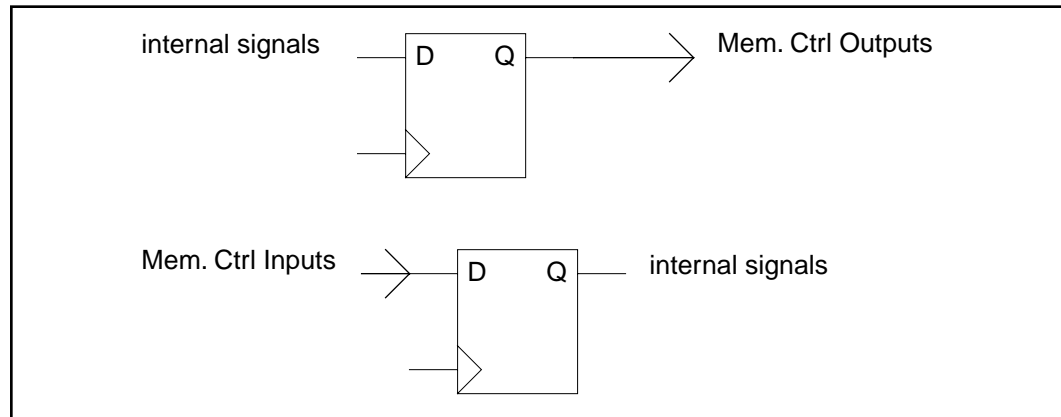 internal signals
D Q
Mem. Ctrl Outputs
Mem. Ctrl Inputs
D Q
internal signals